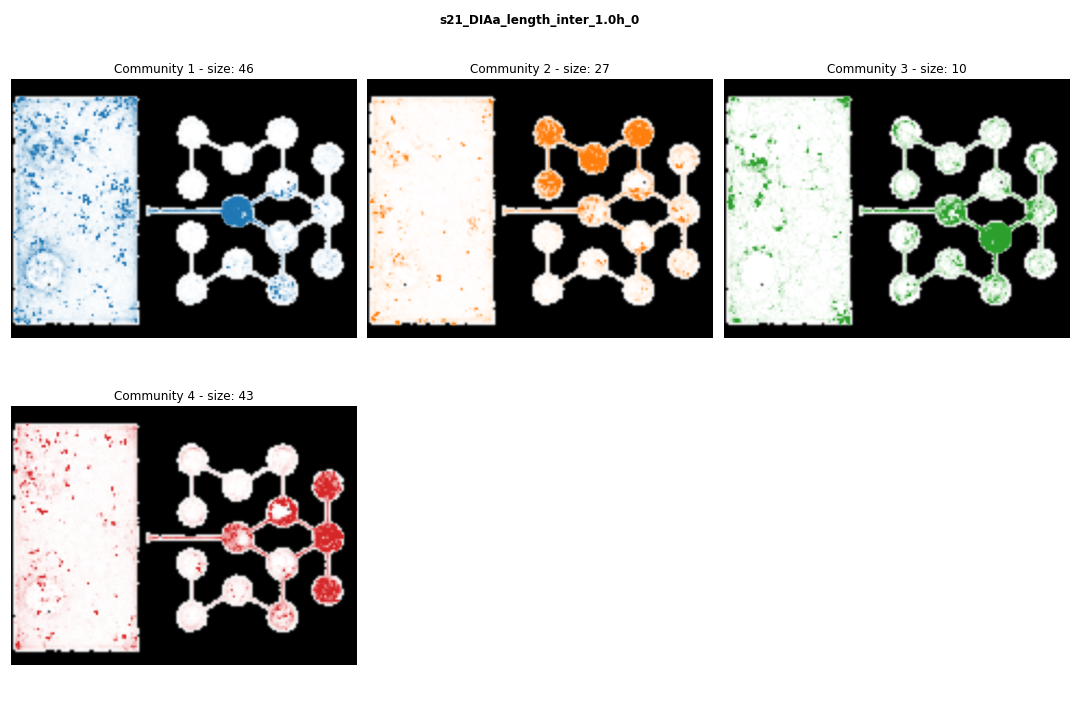 s21_DIAa_length_inter_1.0h_0
Community 1 - size: 46
Community 2 - size: 27
Community 3 - size: 10
Community 4 - size: 43